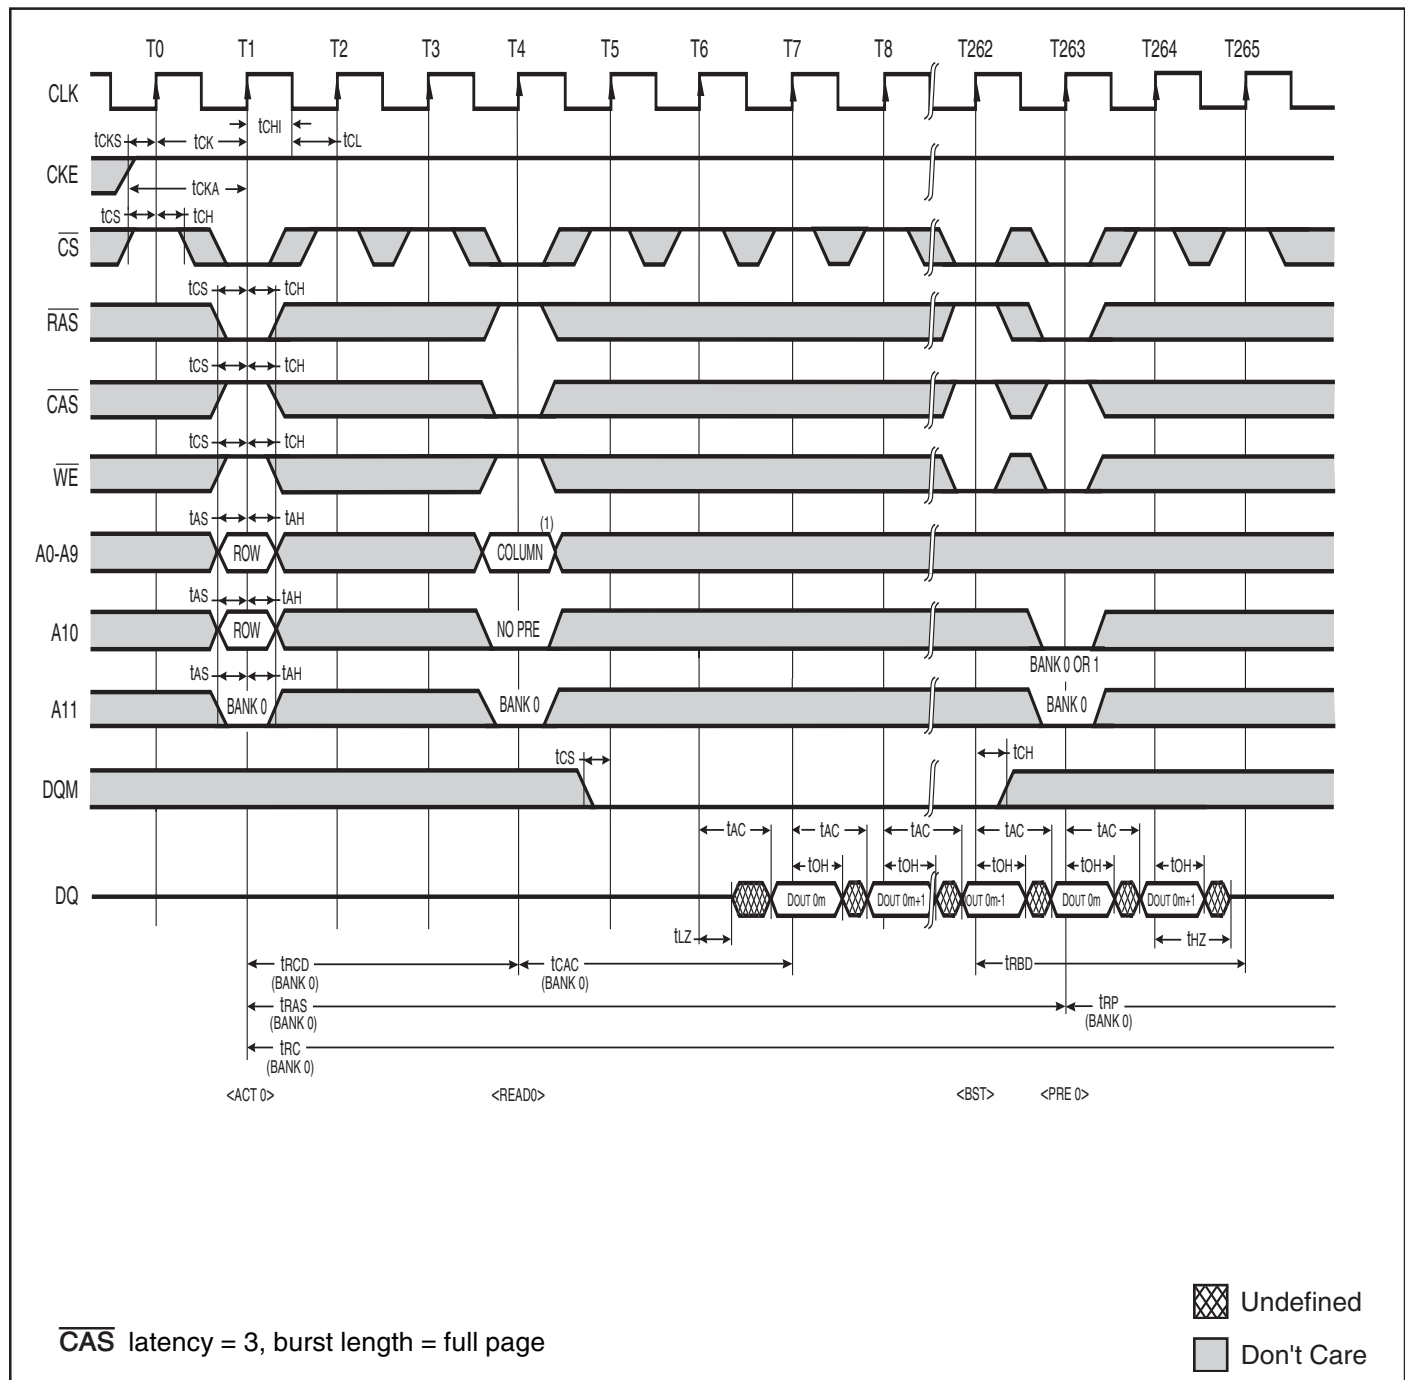 T0 T1 T2 T3 T4 T5 T6 T7 T8 T262 T263 T264 T265
CLK
tCHI
tCKS tCK tCL
CKE
tCKA
tCS tCH
CS
tCS tCH
RAS
tCS tCH
CAS
tCS tCH
WE
tAS tAH (1)
A0-A9 ROW COLUMN
tAS tAH
A10 ROW NO PRE
BANK 0 OR 1
tAS tAH
A11 BANK 0 BANK 0 BANK 0
tCS tCH
DQM
tAC tAC tAC tAC tAC
tOH tOH tOH tOH tOH
DQ DOUT 0m DOUT 0m+1 OUT 0m-1 DOUT 0m DOUT 0m+1
tLZ tHZ
tRCD tCAC tRBD
(BANK 0) (BANK 0)
tRAS tRP
(BANK 0) (BANK 0)
tRC
(BANK 0)
<ACT 0> <READ0> <BST> <PRE 0>
Undefined
CAS latency = 3, burst length = full page
Don't Care